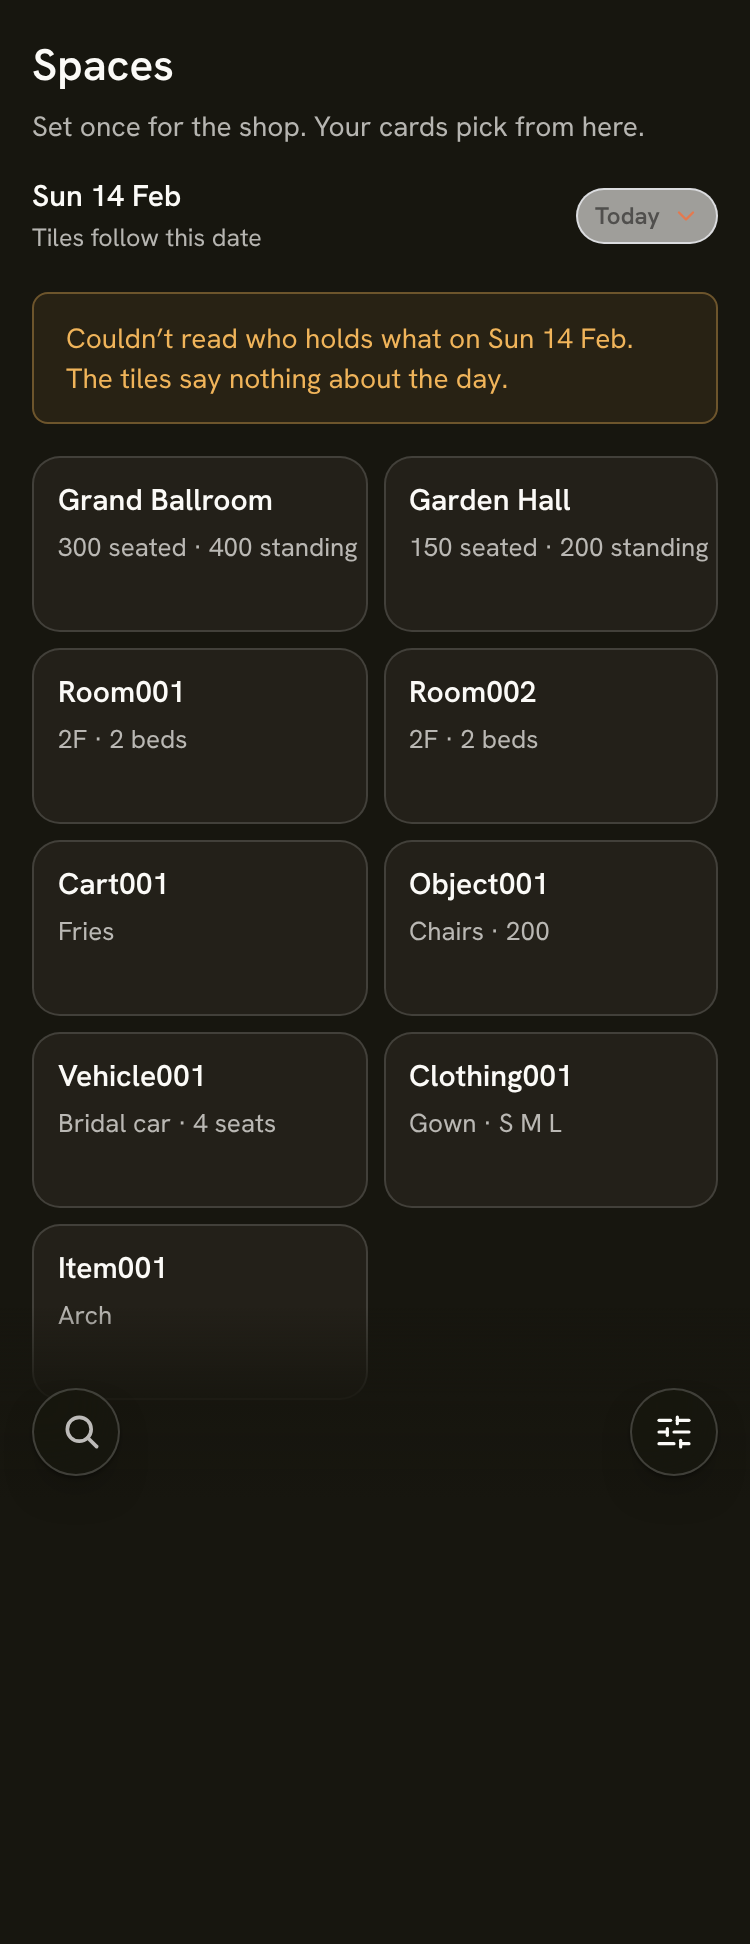 Spaces
Set once for the shop. Your cards pick from here.
Sun 14 Feb
Tiles follow this date
Today
Couldn’t read who holds what on Sun 14 Feb.
The tiles say nothing about the day.
Grand Ballroom
300 seated · 400 standing
Garden Hall
150 seated · 200 standing
Room001
2F · 2 beds
Room002
2F · 2 beds
Cart001
Fries
Object001
Chairs · 200
Vehicle001
Bridal car · 4 seats
Clothing001
Gown · S M L
Item001
Arch